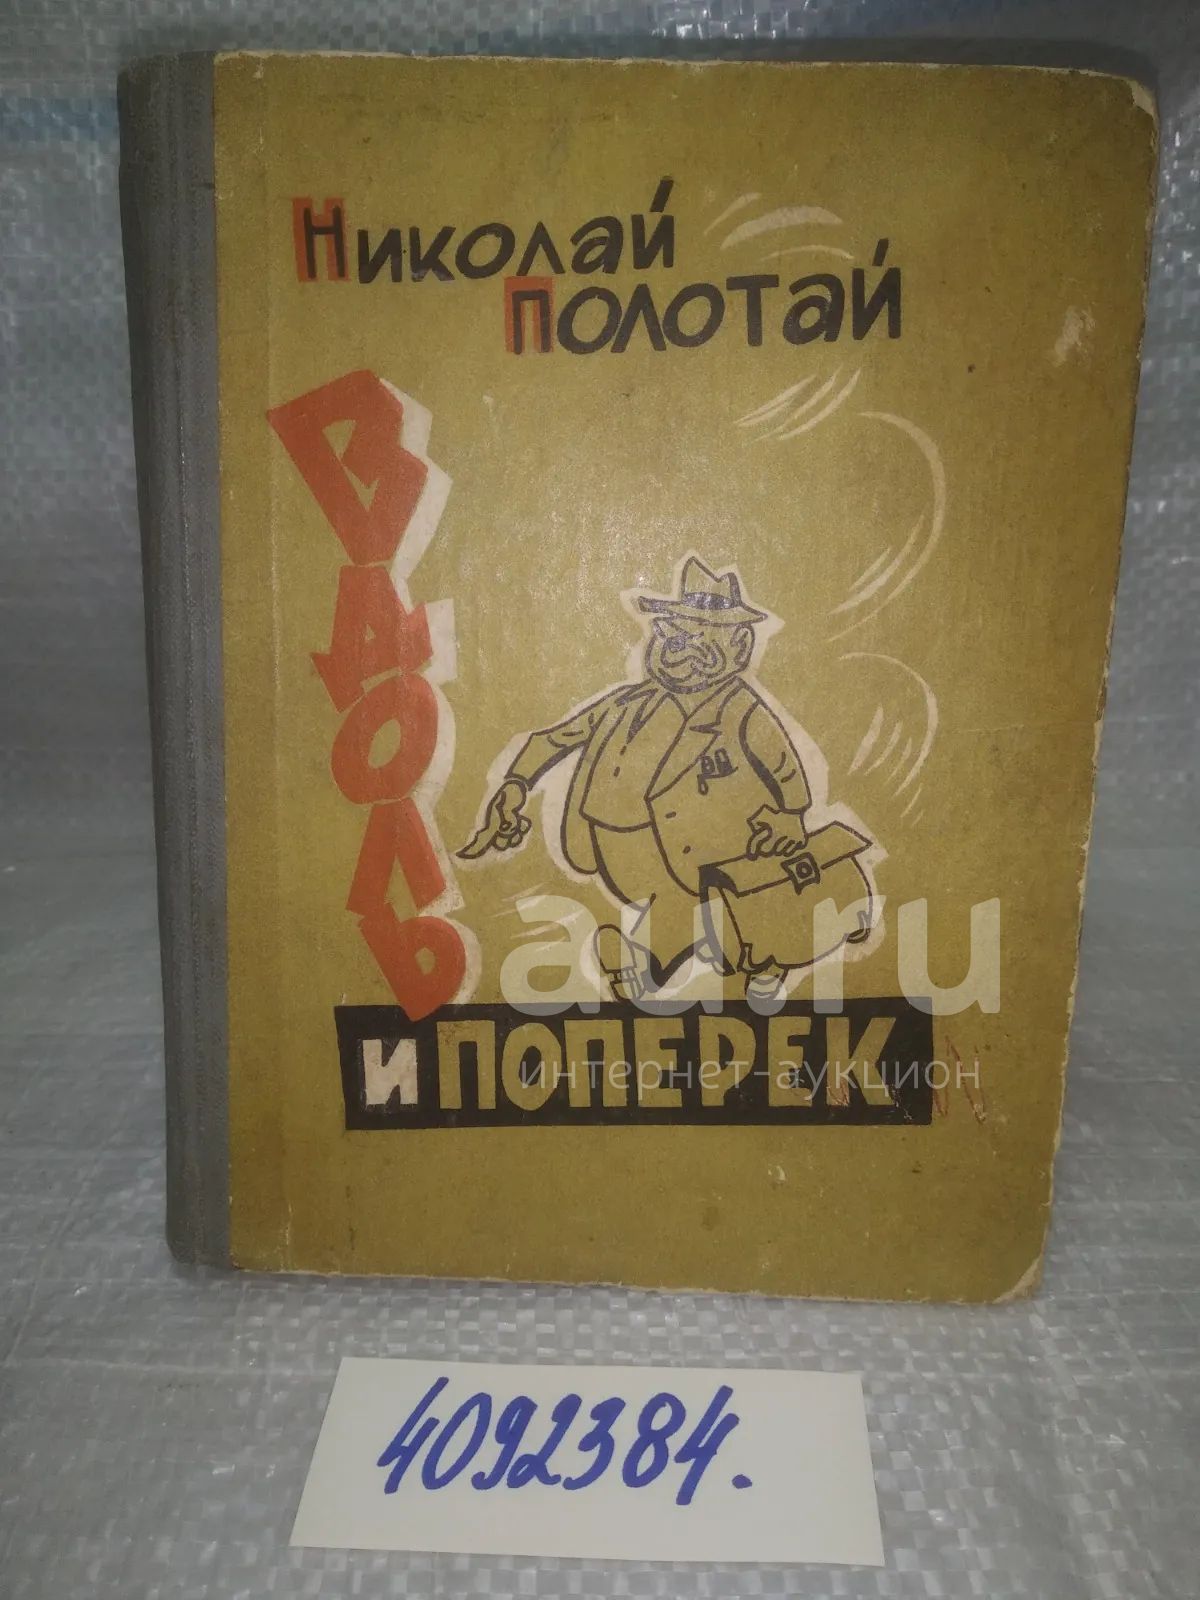 Николай
Полотай
Вдоль
и ПОПЕРЕК
au.ru
интернет-аукцион
4092384.